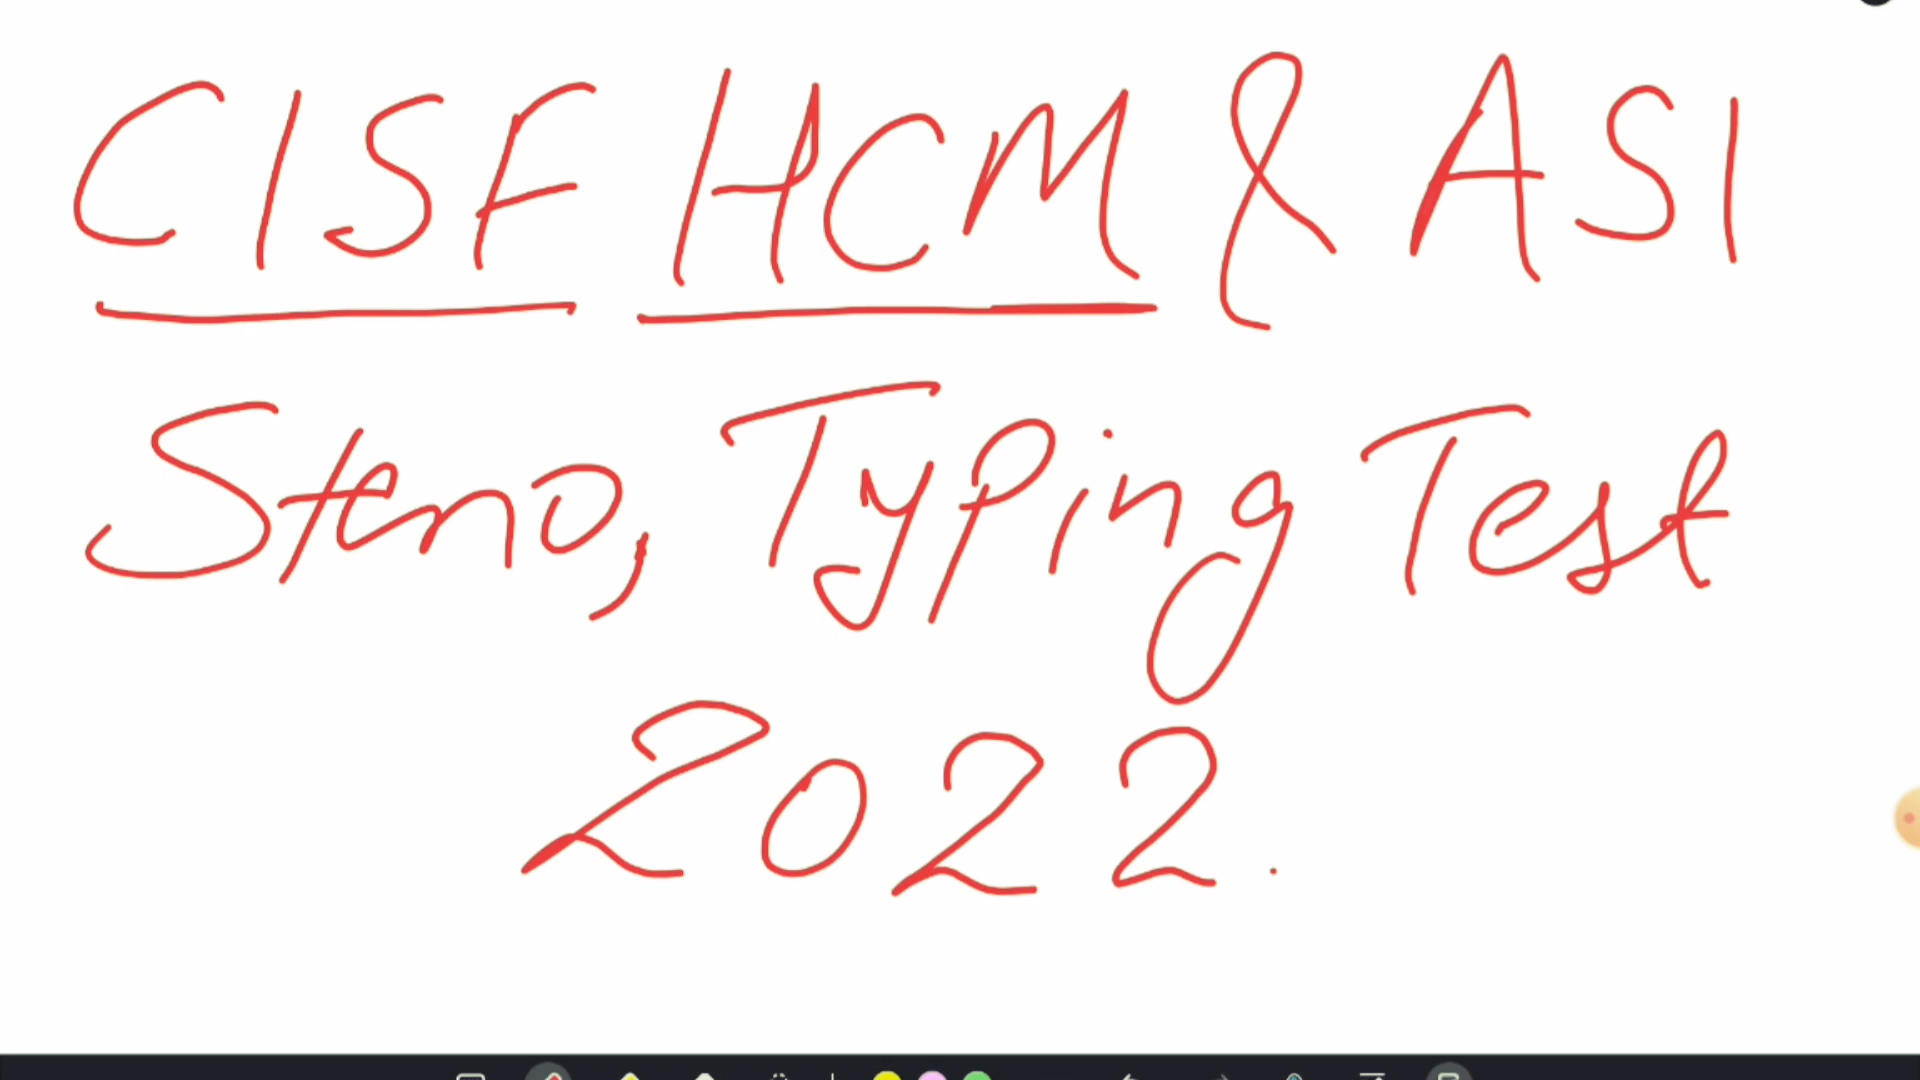 CISF HCM & ASI
Steno, Typing Test
2022.